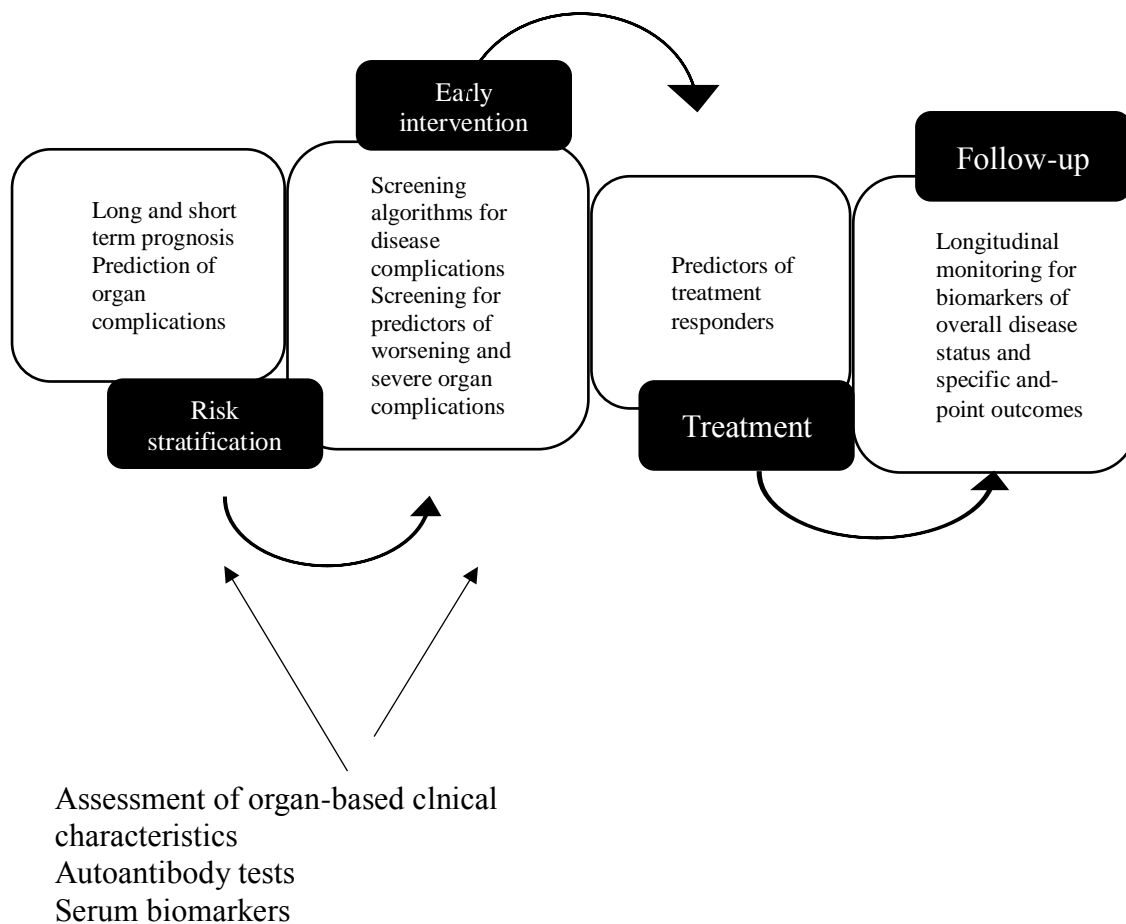 Early
intervention
Follow-up
Long and short
term prognosis
Prediction of
organ
complications
Risk
stratification
Screening
algorithms for
disease
complications
Screening for
predictors of
worsening and
severe organ
complications
Predictors of
treatment
responders
Treatment
Longitudinal
monitoring for
biomarkers of
overall disease
status and
specific and-
point outcomes
Assessment of organ-based clnical
characteristics
Autoantibody tests
Serum biomarkers